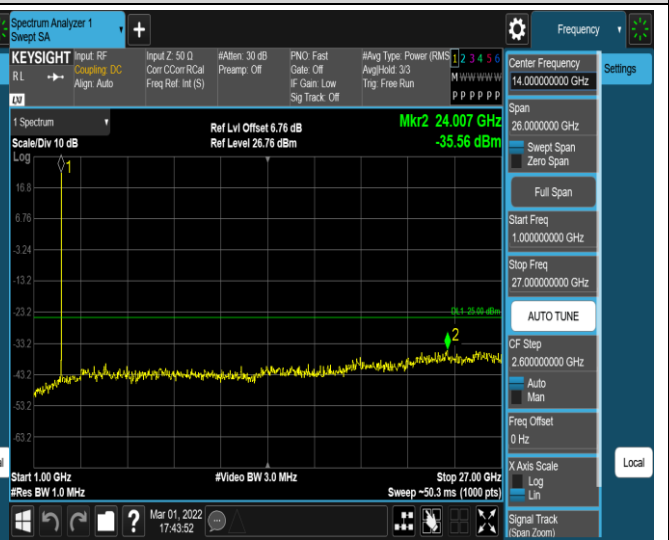 Spectrum Analyzer 1
Swept SA
+
Frequency
KEYSIGHT
RL
Input: RF
Coupling: DC
Align: Auto
Input Z: 50 Ω
Corr CCorr RCal
Freq Ref: Int (S)
#Atten: 30 dB
Preamp: Off
PNO: Fast
Gate: Off
IF Gain: Low
Sig Track: Off
#Avg Type: Power (RMS
Avg|Hold: 3/3
Trig: Free Run
1 2 3 4 5 6
M W W W W W
P P P P P P
1 Spectrum
Scale/Div 10 dB
Ref Lvl Offset 6.76 dB
Ref Level 26.76 dBm
Mkr2 24.007 GHz
-35.56 dBm
Log
1
16.8
6.76
-3.24
-13.2
-23.2
DL1 -25.00 dBm
2
-33.2
-43.2
-53.2
-63.2
Start 1.00 GHz
#Res BW 1.0 MHz
#Video BW 3.0 MHz
Stop 27.00 GHz
Sweep ~50.3 ms (1000 pts)
Mar 01, 2022
17:43:52
Center Frequency
14.000000000 GHz
Settings
Span
26.0000000 GHz
Swept Span
Zero Span
Full Span
Start Freq
1.000000000 GHz
Stop Freq
27.000000000 GHz
AUTO TUNE
CF Step
2.600000000 GHz
Auto
Man
Freq Offset
0 Hz
X Axis Scale
Log
Lin
Local
Signal Track
(Span Zoom)